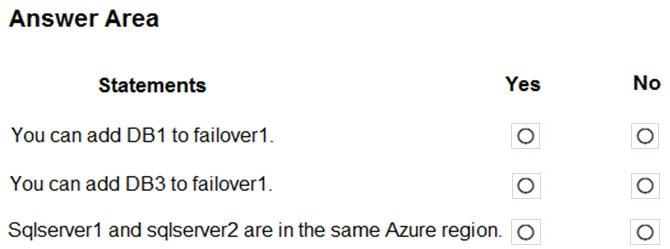 Answer Area
Statements Yes No
You can add DB1 to failover1.
You can add DB3 to failover1.
Sqlserver1 and sqlserver2 are in the same Azure region.